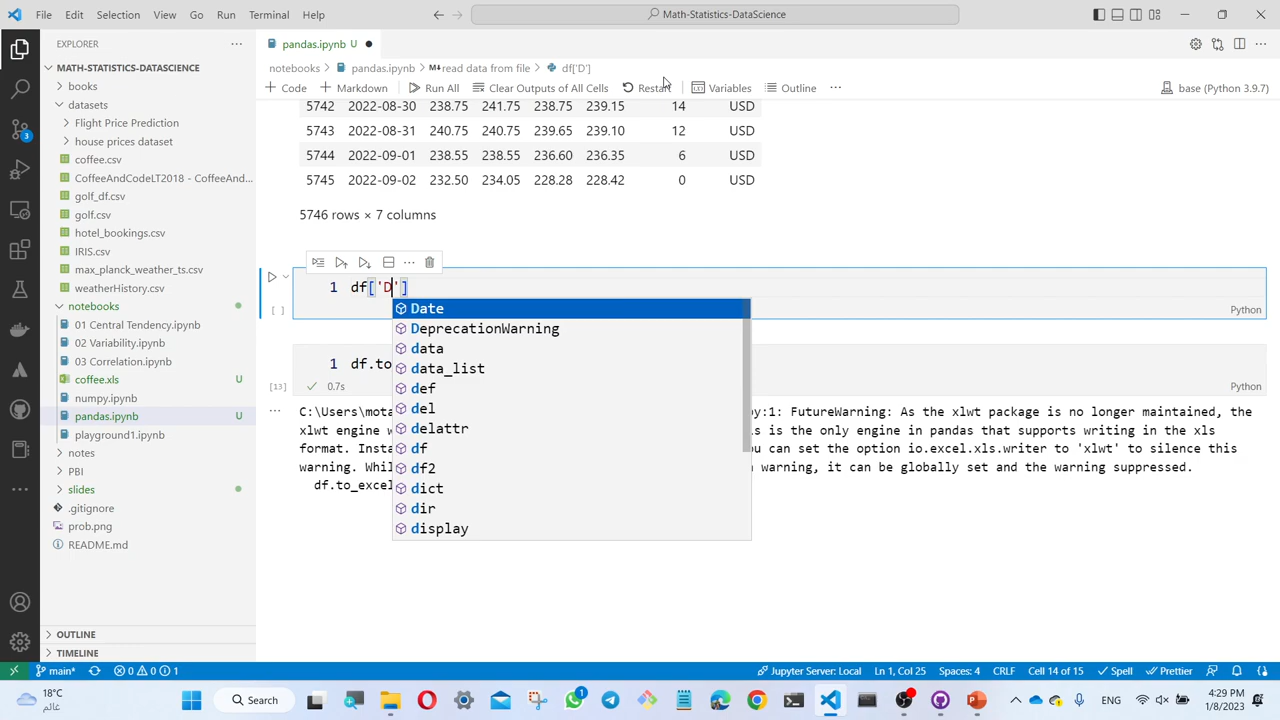 File Edit Selection View Go Run Terminal Help
Math-Statistics-DataScience
EXPLORER
MATH-STATISTICS-DATASCIENCE
books
datasets
Flight Price Prediction
house prices dataset
coffee.csv
CoffeeAndCodeLT2018 - CoffeeAnd...
golf_df.csv
golf.csv
hotel_bookings.csv
IRIS.csv
max_planck_weather_ts.csv
weatherHistory.csv
notebooks
01 Central Tendency.ipynb
02 Variability.ipynb
03 Correlation.ipynb
coffee.xls U
numpy.ipynb
pandas.ipynb U
playground1.ipynb
notes
PBI
slides
.gitignore
prob.png
README.md
OUTLINE
TIMELINE
3
pandas.ipynb U
notebooks > pandas.ipynb > M↓ read data from file > df['D']
+ Code + Markdown Run All Clear Outputs of All Cells Restart Variables Outline ...
base (Python 3.9.7)
5742 2022-08-30 238.75 241.75 238.75 239.15 14 USD
5743 2022-08-31 240.75 240.75 239.65 239.10 12 USD
5744 2022-09-01 238.55 238.55 236.60 236.35 6 USD
5745 2022-09-02 232.50 234.05 228.28 228.42 0 USD
5746 rows × 7 columns
1 df['D']
[ ] Python
Date
DeprecationWarning
data
data_list
def
del
delattr
df
df2
dict
dir
display
1 df.to
[13] 0.7s Python
C:\Users\mota
py:1: FutureWarning: As the xlwt package is no longer maintained, the
xlwt engine w
s is the only engine in pandas that supports writing in the xls
format. Insta
u can set the option io.excel.xls.writer to 'xlwt' to silence this
warning. Whil
warning, it can be globally set and the warning suppressed.
df.to_excel
main* 0 0 1
Jupyter Server: Local Ln 1, Col 25 Spaces: 4 CRLF Cell 14 of 15 Spell Prettier
18°C
غائم
Search
1
ENG
4:29 PM
1/8/2023